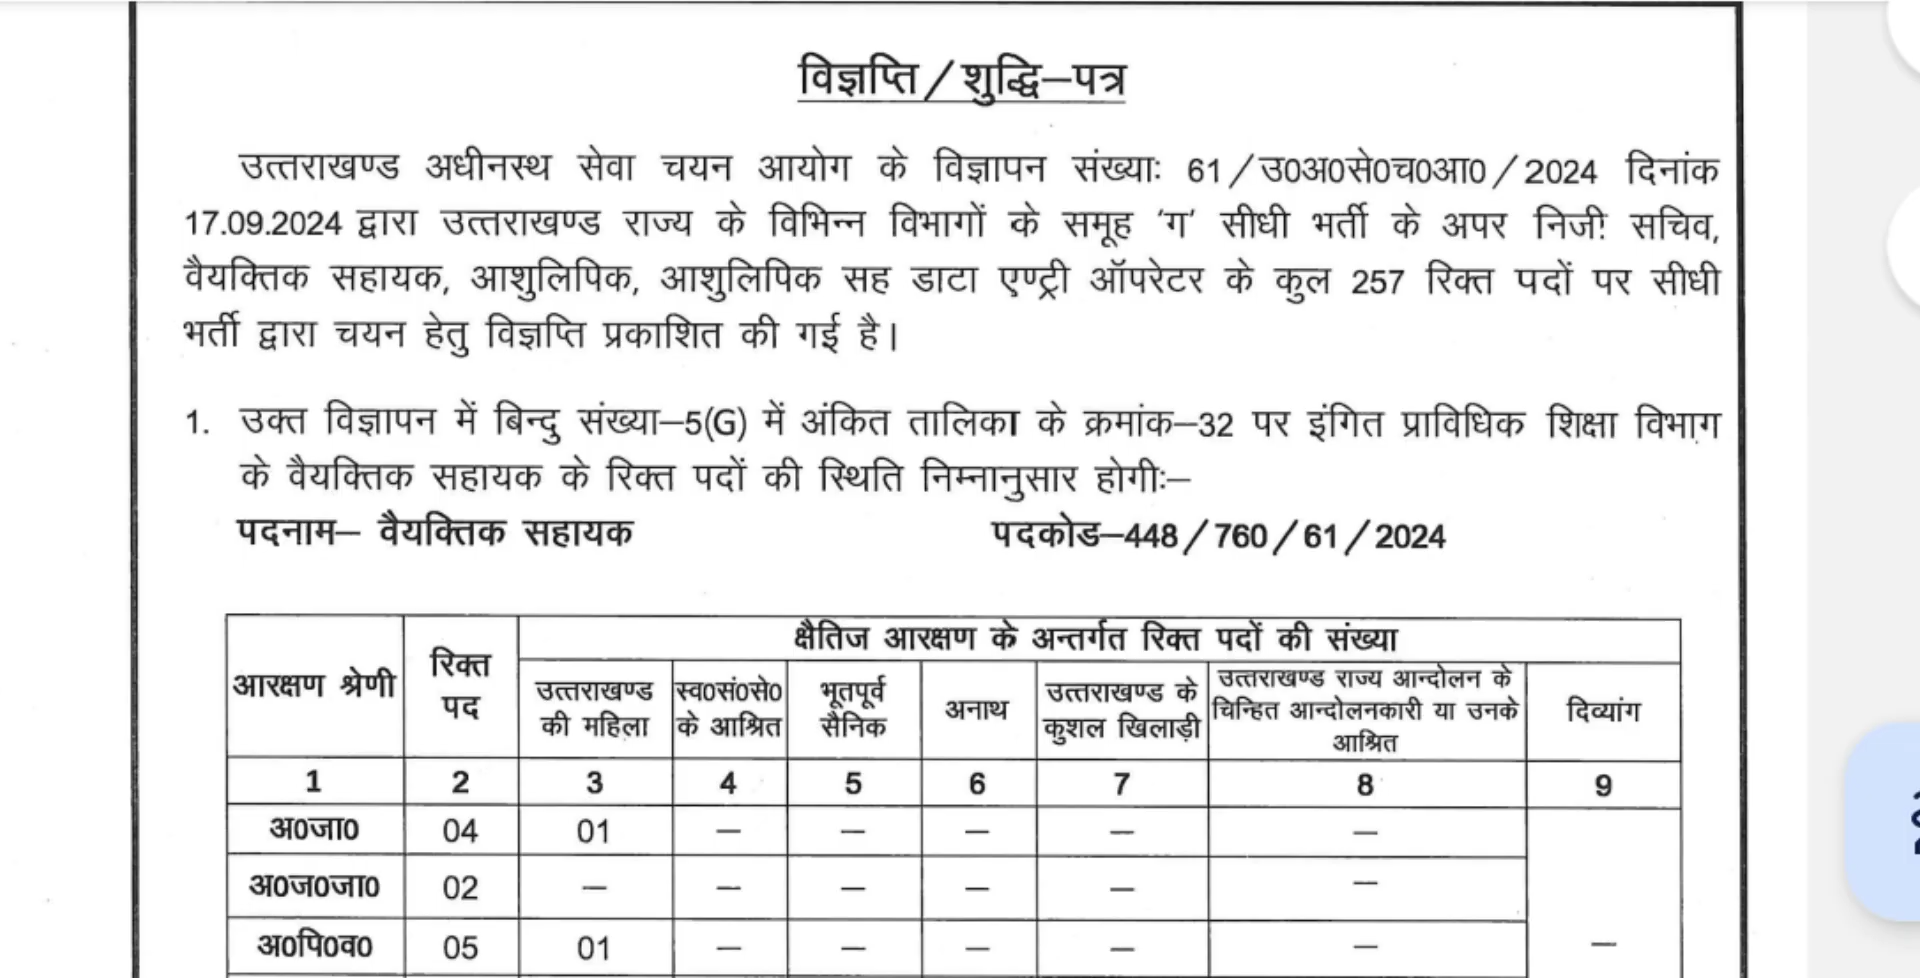 विज्ञप्ति/शुद्धि–पत्र
उत्तराखण्ड अधीनस्थ सेवा चयन आयोग के विज्ञापन संख्याः 61/उ0अ0से0च0आ0/2024 दिनांक
17.09.2024 द्वारा उत्तराखण्ड राज्य के विभिन्न विभागों के समूह 'ग' सीधी भर्ती के अपर निजी सचिव,
वैयक्तिक सहायक, आशुलिपिक, आशुलिपिक सह डाटा एण्ट्री ऑपरेटर के कुल 257 रिक्त पदों पर सीधी
भर्ती द्वारा चयन हेतु विज्ञप्ति प्रकाशित की गई है।
1. उक्त विज्ञापन में बिन्दु संख्या–5(G) में अंकित तालिका के क्रमांक–32 पर इंगित प्राविधिक शिक्षा विभाग
के वैयक्तिक सहायक के रिक्त पदों की स्थिति निम्नानुसार होगीः–
पदनाम– वैयक्तिक सहायक पदकोड–448/760/61/2024
क्षैतिज आरक्षण के अन्तर्गत रिक्त पदों की संख्या
आरक्षण श्रेणी
रिक्त
पद
उत्तराखण्ड
की महिला
स्व0सं0से0
के आश्रित
भूतपूर्व
सैनिक
अनाथ
उत्तराखण्ड के
कुशल खिलाड़ी
उत्तराखण्ड राज्य आन्दोलन के
चिन्हित आन्दोलनकारी या उनके
आश्रित
दिव्यांग
1 2 3 4 5 6 7 8 9
अ0जा0 04 01 – – – – –
अ0ज0जा0 02 – – – – – –
अ0पि0व0 05 01 – – – – – –